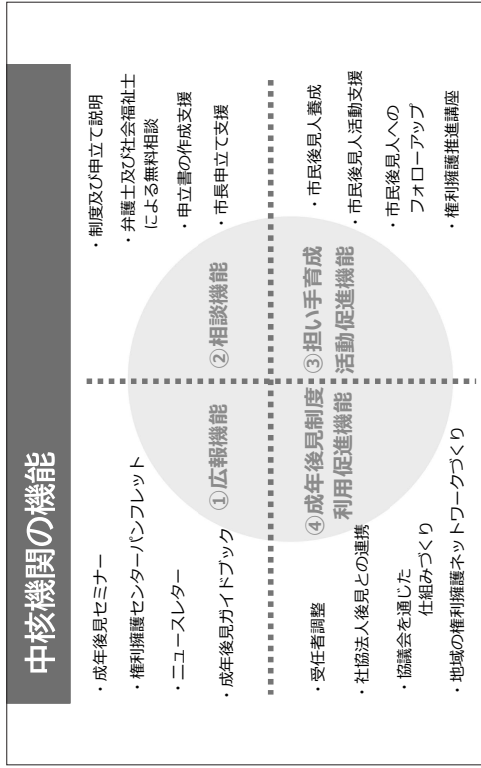 中核機関の機能
・成年後見セミナー
・権利擁護センターパンフレット
・ニュースレター
・成年後見ガイドブック
①広報機能
・制度及び申立て説明
・弁護士及び社会福祉士
による無料相談
・申立書の作成支援
・市長申立て支援
②相談機能
③担い手育成
活動促進機能
・市民後見人養成
・市民後見人活動支援
・市民後見人への
フォローアップ
・権利擁護推進講座
④成年後見制度
利用促進機能
・受任者調整
・社協法人後見との連携
・協議会を通じた
仕組みづくり
・地域の権利擁護ネットワークづくり